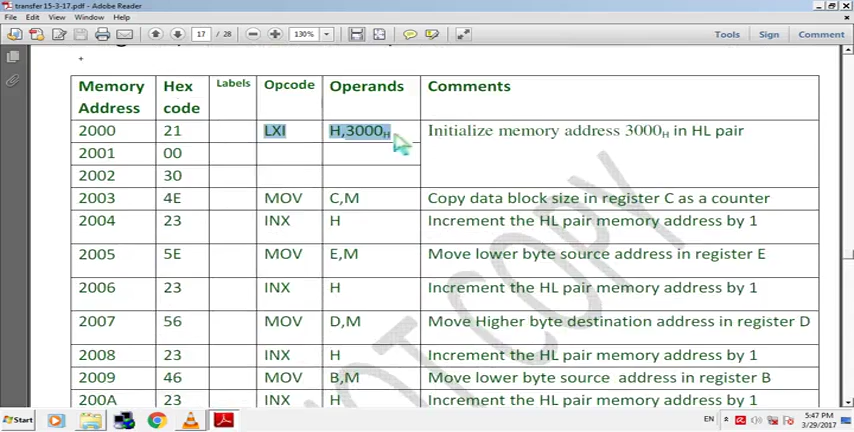 transfer 15-3-17.pdf - Adobe Reader
File Edit View Window Help
17 / 28 130% Tools Sign Comment
Memory Address Hex code Labels Opcode Operands Comments
2000 21 LXI H,3000H Initialize memory address 3000H in HL pair
2001 00
2002 30
2003 4E MOV C,M Copy data block size in register C as a counter
2004 23 INX H Increment the HL pair memory address by 1
2005 5E MOV E,M Move lower byte source address in register E
2006 23 INX H Increment the HL pair memory address by 1
2007 56 MOV D,M Move Higher byte destination address in register D
2008 23 INX H Increment the HL pair memory address by 1
2009 46 MOV B,M Move lower byte source address in register B
200A 23 INX H Increment the HL pair memory address by 1
NOT COPY
Start EN 5:47 PM
3/29/2017